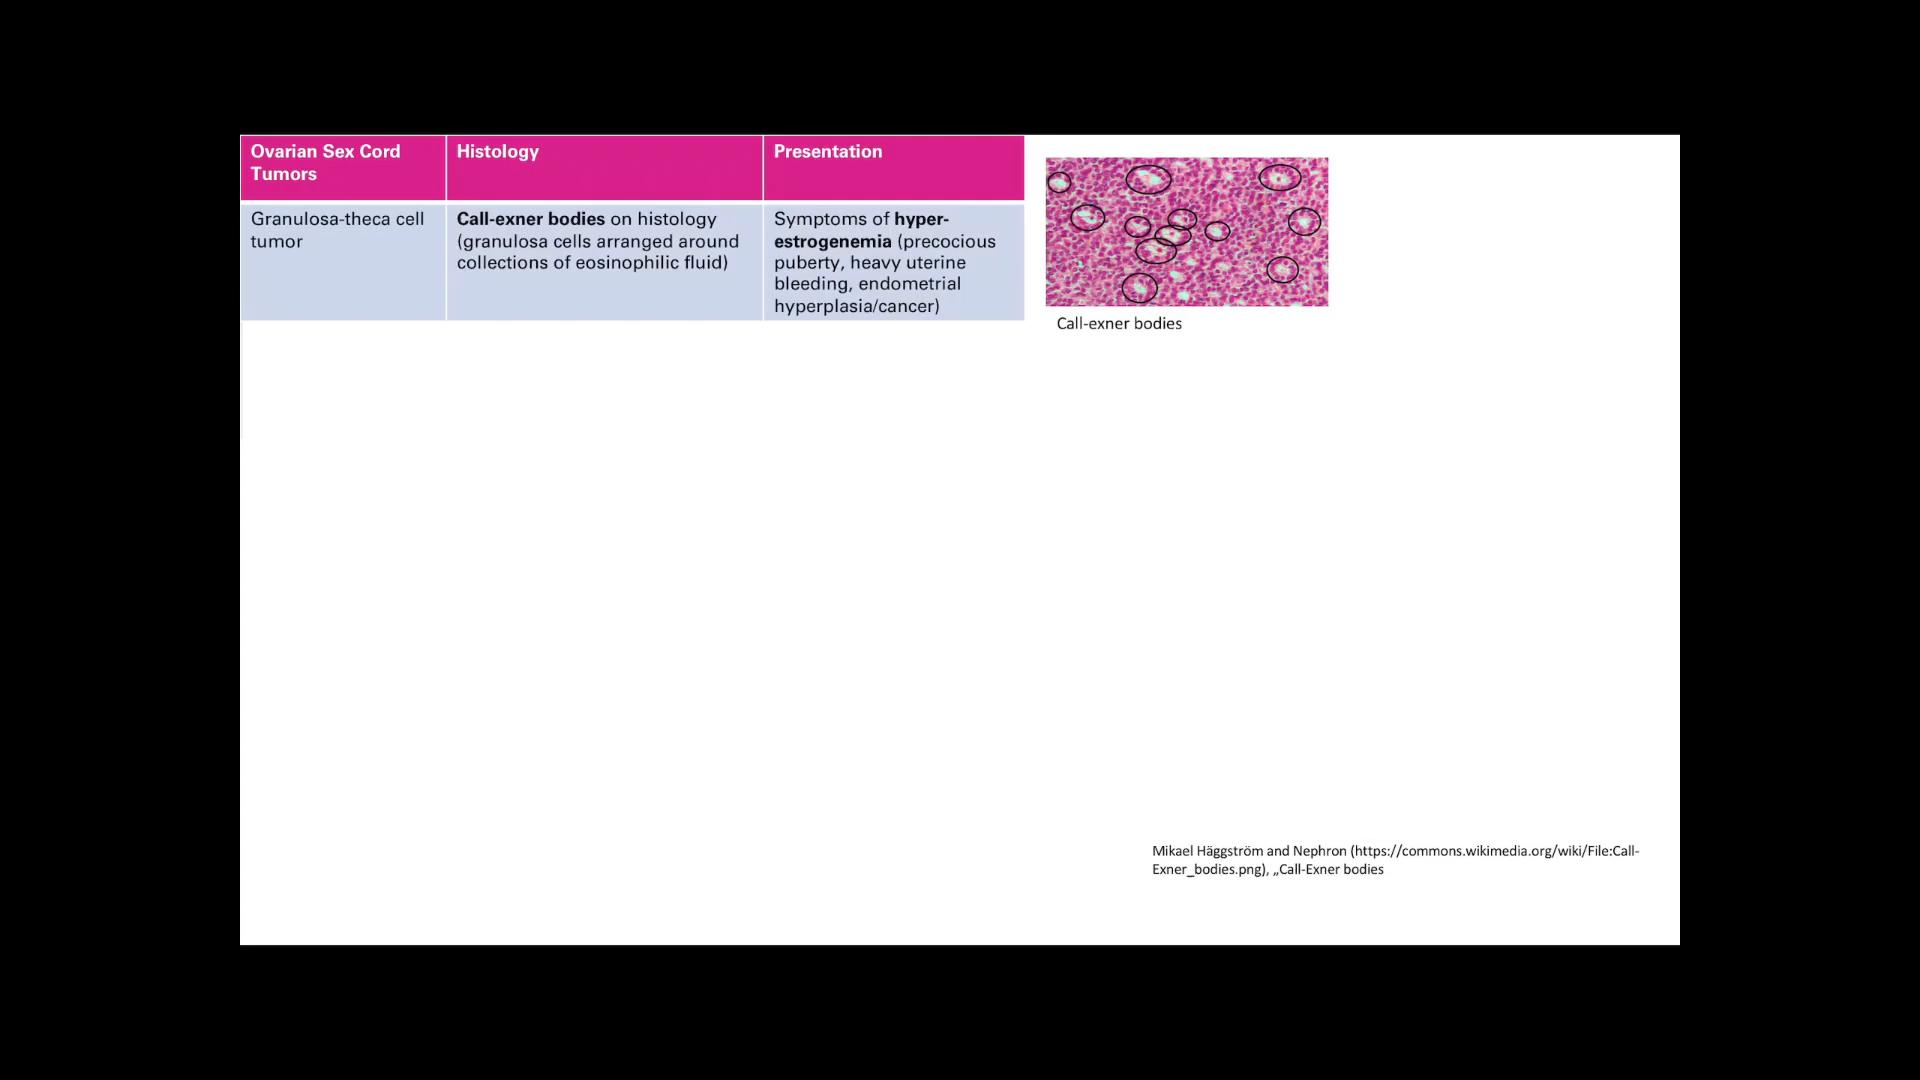 Ovarian Sex Cord
Tumors
Histology
Presentation
Granulosa-theca cell
tumor
Call-exner bodies on histology
(granulosa cells arranged around
collections of eosinophilic fluid)
Symptoms of hyper-
estrogenemia (precocious
puberty, heavy uterine
bleeding, endometrial
hyperplasia/cancer)
Call-exner bodies
Mikael Häggström and Nephron (https://commons.wikimedia.org/wiki/File:Call-
Exner_bodies.png), „Call-Exner bodies